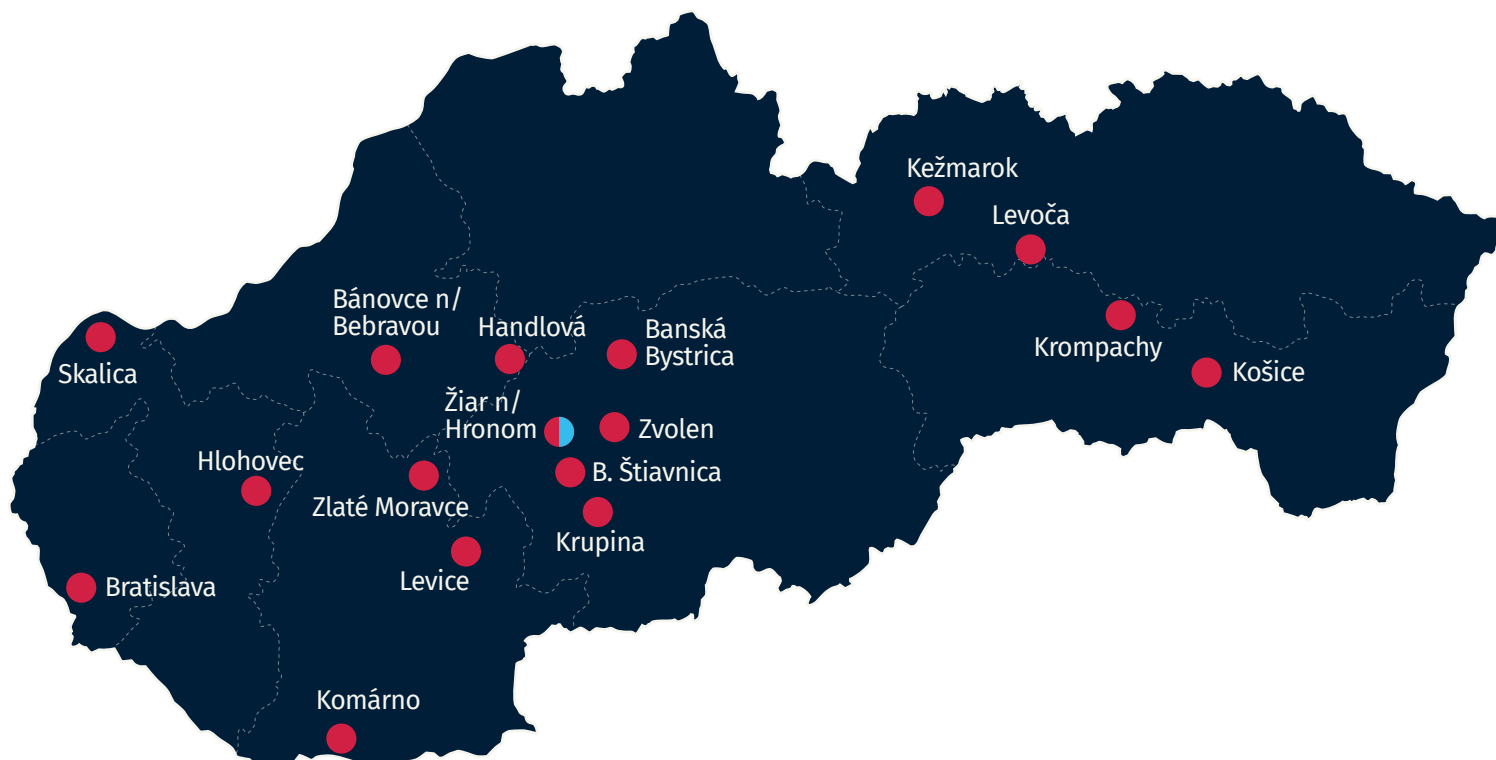 Kežmarok
Levoča
Bánovce n/
Bebravou
Handlová
Banská
Bystrica
Krompachy
Skalica
Košice
Žiar n/
Hronom
Zvolen
Hlohovec
B. Štiavnica
Zlaté Moravce
Krupina
Levice
Bratislava
Komárno